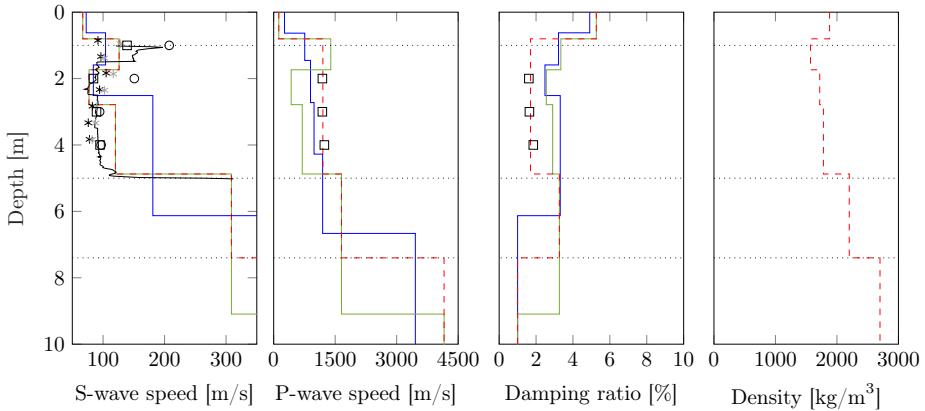 0
2
4
6
8
10
Depth [m]
100 200 300
S-wave speed [m/s]
0 1500 3000 4500
P-wave speed [m/s]
0 2 4 6 8 10
Damping ratio [%]
0 1000 2000 3000
Density [kg/m³]